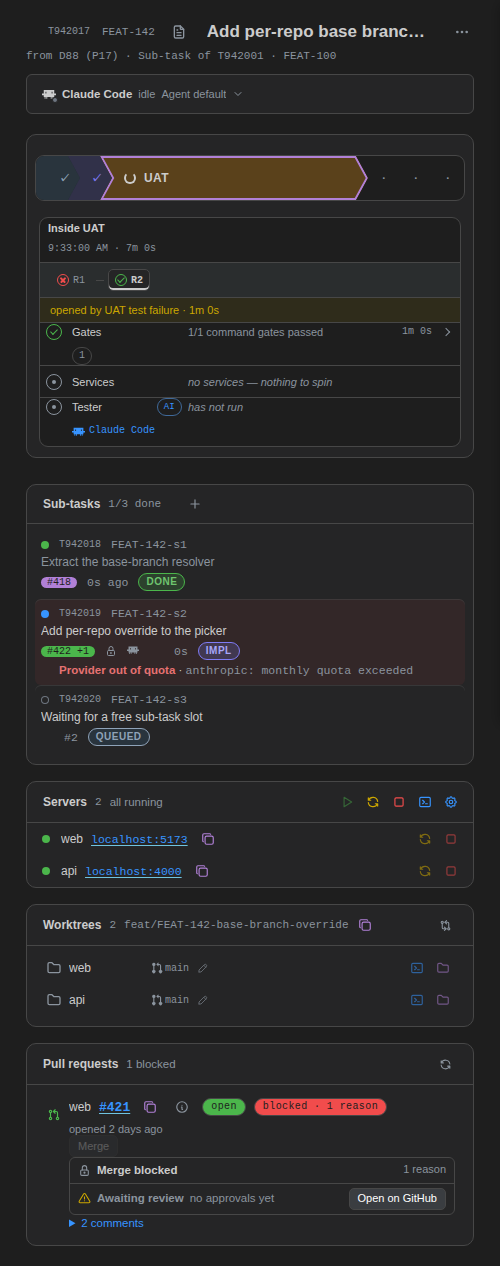 T942017 FEAT-142 Add per-repo base branc…
from D88 (P17) · Sub-task of T942001 · FEAT-100
Claude Code idle Agent default
UAT
Inside UAT
9:33:00 AM · 7m 0s
R1 — R2
opened by UAT test failure · 1m 0s
Gates 1/1 command gates passed 1m 0s
1
Services no services — nothing to spin
Tester AI has not run
Claude Code
Sub-tasks 1/3 done
T942018 FEAT-142-s1
Extract the base-branch resolver
#418 0s ago DONE
T942019 FEAT-142-s2
Add per-repo override to the picker
#422 +1 0s IMPL
Provider out of quota · anthropic: monthly quota exceeded
T942020 FEAT-142-s3
Waiting for a free sub-task slot
#2 QUEUED
Servers 2 all running
web localhost:5173
api localhost:4000
Worktrees 2 feat/FEAT-142-base-branch-override
web main
api main
Pull requests 1 blocked
web #421 open blocked · 1 reason
opened 2 days ago
Merge
Merge blocked 1 reason
Awaiting review no approvals yet Open on GitHub
2 comments